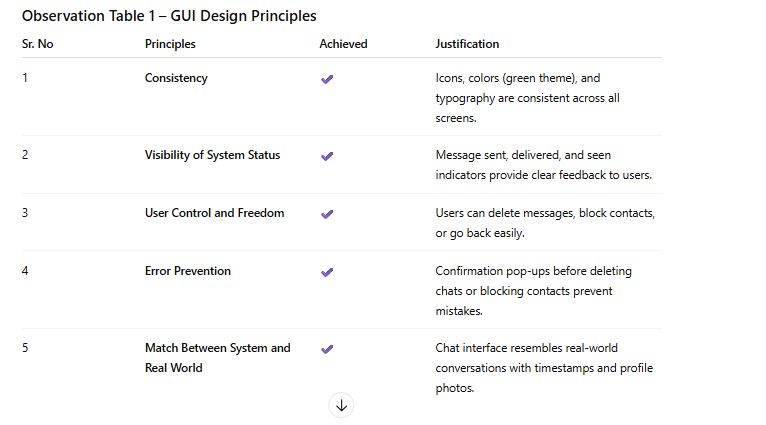 Observation Table 1 – GUI Design Principles
Sr. No Principles Achieved Justification
1 Consistency ✔ Icons, colors (green theme), and
typography are consistent across all
screens.
2 Visibility of System Status ✔ Message sent, delivered, and seen
indicators provide clear feedback to users.
3 User Control and Freedom ✔ Users can delete messages, block contacts,
or go back easily.
4 Error Prevention ✔ Confirmation pop-ups before deleting
chats or blocking contacts prevent
mistakes.
5 Match Between System and ✔ Chat interface resembles real-world
Real World conversations with timestamps and profile
photos.